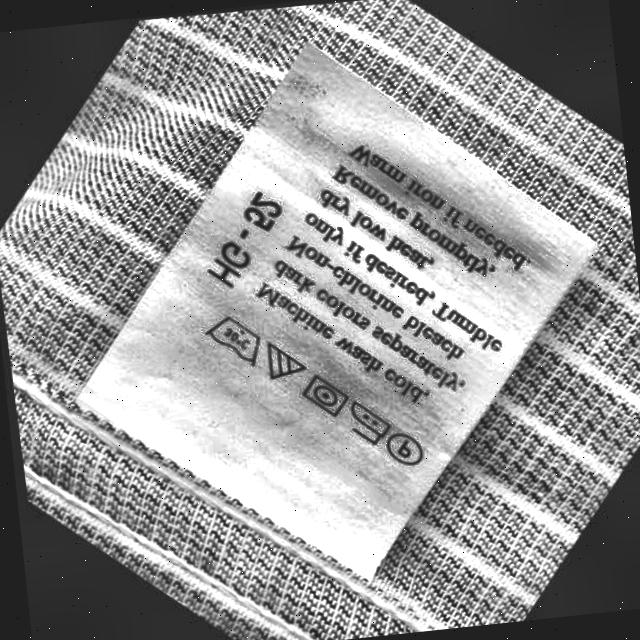 30°C
P
Machine wash cold,
dark colors separately.
Non-chlorine bleach
only if desired. Tumble
dry low heat.
Remove promptly.
Warm iron if needed.
HG - 25